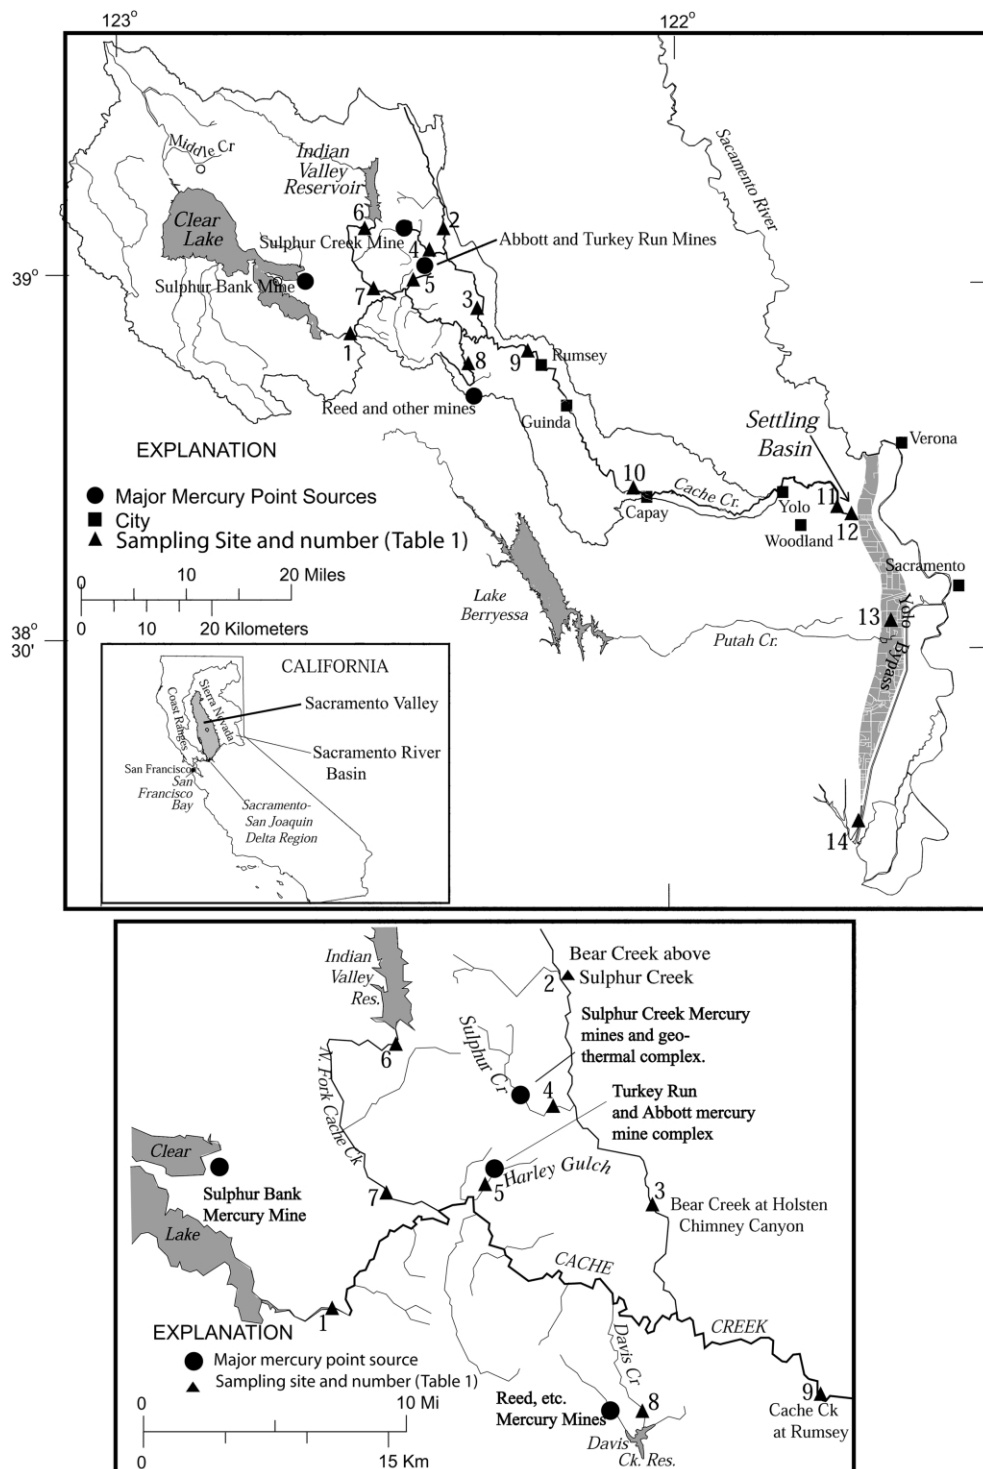 123o
122o
Middle Cr
Indian
Valley
Reservoir
Sacamento River
Clear
Lake
6
2
Sulphur Creek Mine
4
Abbott and Turkey Run Mines
39o
Sulphur Bank Mine
7
5
3
1
8
9
Rumsey
Reed and other mines
Guinda
EXPLANATION
Major Mercury Point Sources
City
Sampling Site and number (Table 1)
0 10 20 Miles
0 10 20 Kilometers
Settling
Basin
Verona
10
Cache Cr.
Capay
Yolo
11
12
Woodland
Sacramento
Lake
Berryessa
13
Yolo
Bypass
Putah Cr.
38o
30'
14
CALIFORNIA
Coast Ranges
Sierra Nevada
Sacramento Valley
Sacramento River
Basin
San Francisco
San
Francisco
Bay
Sacramento-
San Joaquin
Delta Region
Indian
Valley
Res.
Bear Creek above
2 Sulphur Creek
Sulphur Creek Mercury
mines and geo-
thermal complex.
6
Sulphur Cr
N. Fork Cache Ck
4
Turkey Run
and Abbott mercury
mine complex
Clear
Lake
Sulphur Bank
Mercury Mine
Harley Gulch
5
7
3
Bear Creek at Holsten
Chimney Canyon
CACHE
CREEK
1
EXPLANATION
Major mercury point source
Sampling site and number (Table 1)
0 10 Mi
0 15 Km
Davis Cr
Reed, etc.
Mercury Mines
8
Davis
Ck. Res.
9
Cache Ck
at Rumsey